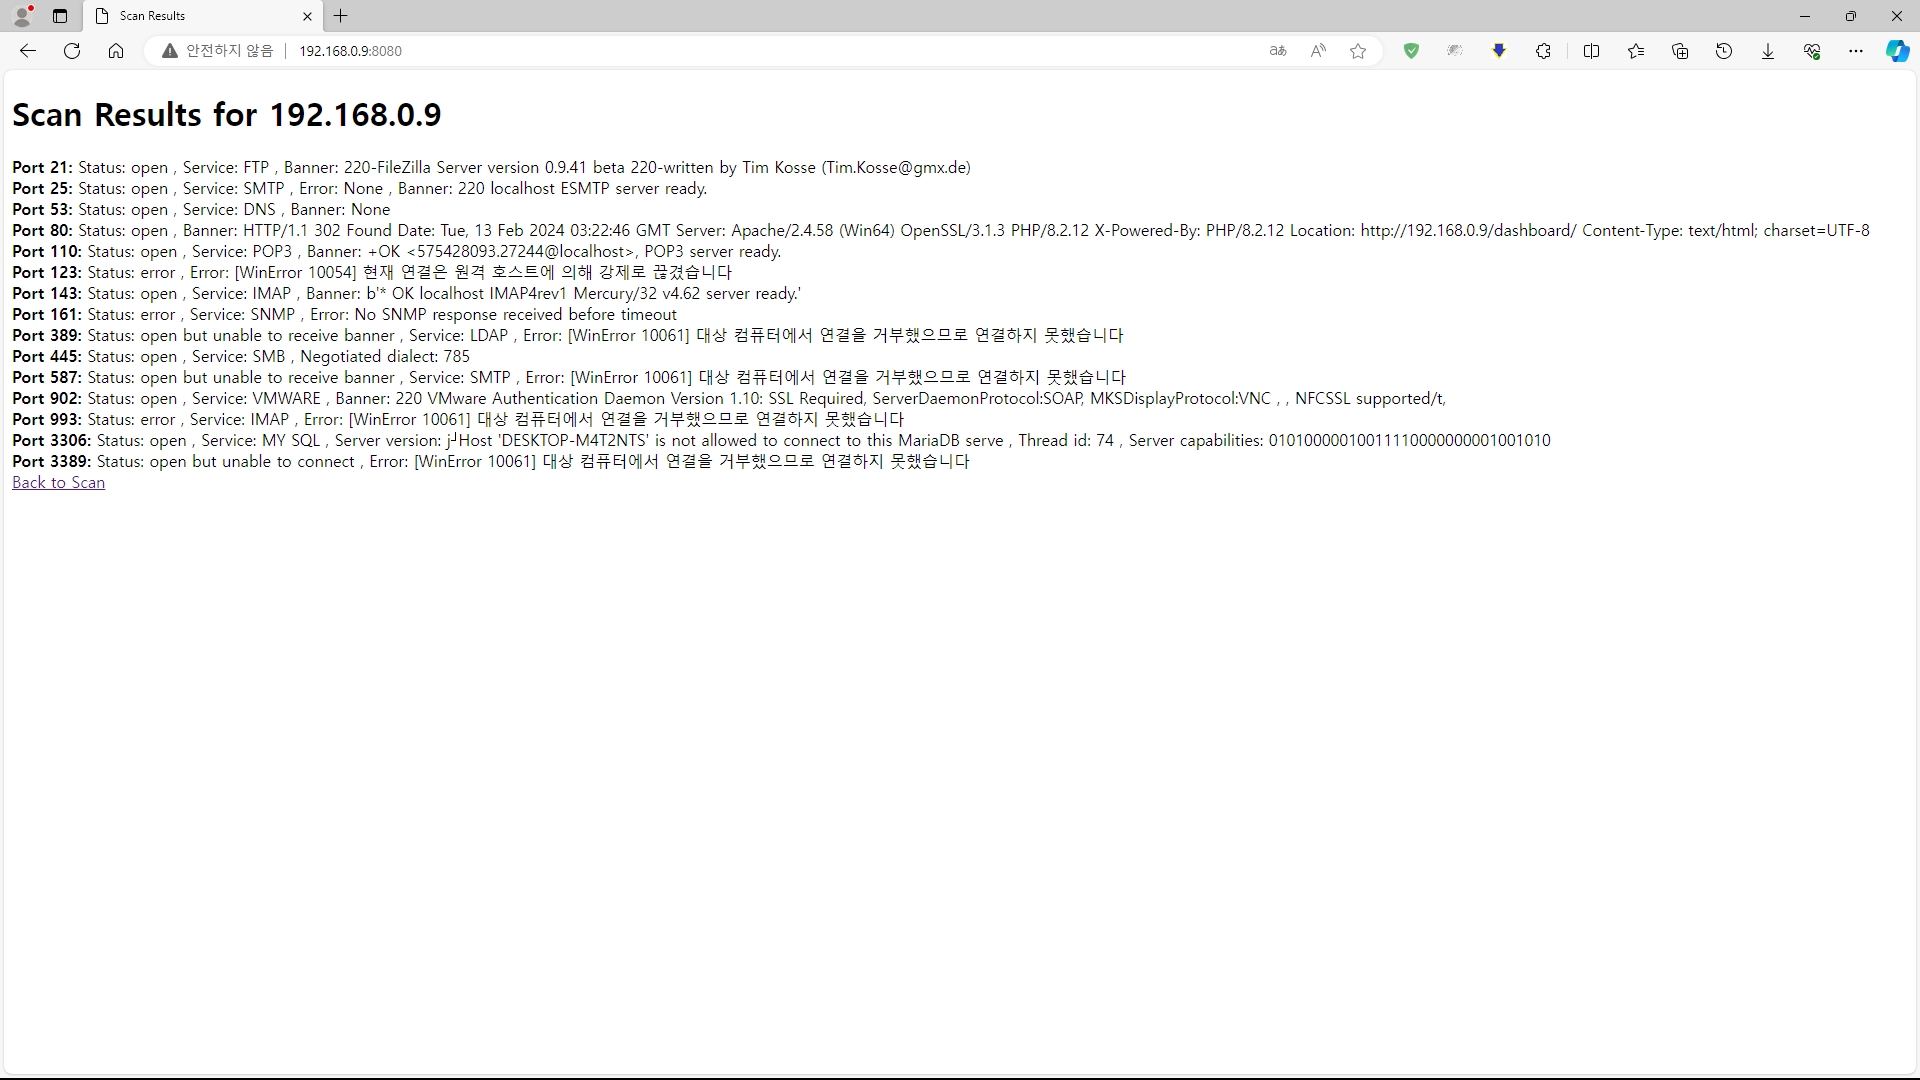 Scan Results
안전하지 않음 | 192.168.0.9:8080
Scan Results for 192.168.0.9
Port 21: Status: open , Service: FTP , Banner: 220-FileZilla Server version 0.9.41 beta 220-written by Tim Kosse (Tim.Kosse@gmx.de)
Port 25: Status: open , Service: SMTP , Error: None , Banner: 220 localhost ESMTP server ready.
Port 53: Status: open , Service: DNS , Banner: None
Port 80: Status: open , Banner: HTTP/1.1 302 Found Date: Tue, 13 Feb 2024 03:22:46 GMT Server: Apache/2.4.58 (Win64) OpenSSL/3.1.3 PHP/8.2.12 X-Powered-By: PHP/8.2.12 Location: http://192.168.0.9/dashboard/ Content-Type: text/html; charset=UTF-8
Port 110: Status: open , Service: POP3 , Banner: +OK <575428093.27244@localhost>, POP3 server ready.
Port 123: Status: error , Error: [WinError 10054] 현재 연결은 원격 호스트에 의해 강제로 끊겼습니다
Port 143: Status: open , Service: IMAP , Banner: b'* OK localhost IMAP4rev1 Mercury/32 v4.62 server ready.'
Port 161: Status: error , Service: SNMP , Error: No SNMP response received before timeout
Port 389: Status: open but unable to receive banner , Service: LDAP , Error: [WinError 10061] 대상 컴퓨터에서 연결을 거부했으므로 연결하지 못했습니다
Port 445: Status: open , Service: SMB , Negotiated dialect: 785
Port 587: Status: open but unable to receive banner , Service: SMTP , Error: [WinError 10061] 대상 컴퓨터에서 연결을 거부했으므로 연결하지 못했습니다
Port 902: Status: open , Service: VMWARE , Banner: 220 VMware Authentication Daemon Version 1.10: SSL Required, ServerDaemonProtocol:SOAP, MKSDisplayProtocol:VNC , , NFCSSL supported/t,
Port 993: Status: error , Service: IMAP , Error: [WinError 10061] 대상 컴퓨터에서 연결을 거부했으므로 연결하지 못했습니다
Port 3306: Status: open , Service: MY SQL , Server version: j┘Host 'DESKTOP-M4T2NTS' is not allowed to connect to this MariaDB serve , Thread id: 74 , Server capabilities: 01010000010011110000000001001010
Port 3389: Status: open but unable to connect , Error: [WinError 10061] 대상 컴퓨터에서 연결을 거부했으므로 연결하지 못했습니다
Back to Scan